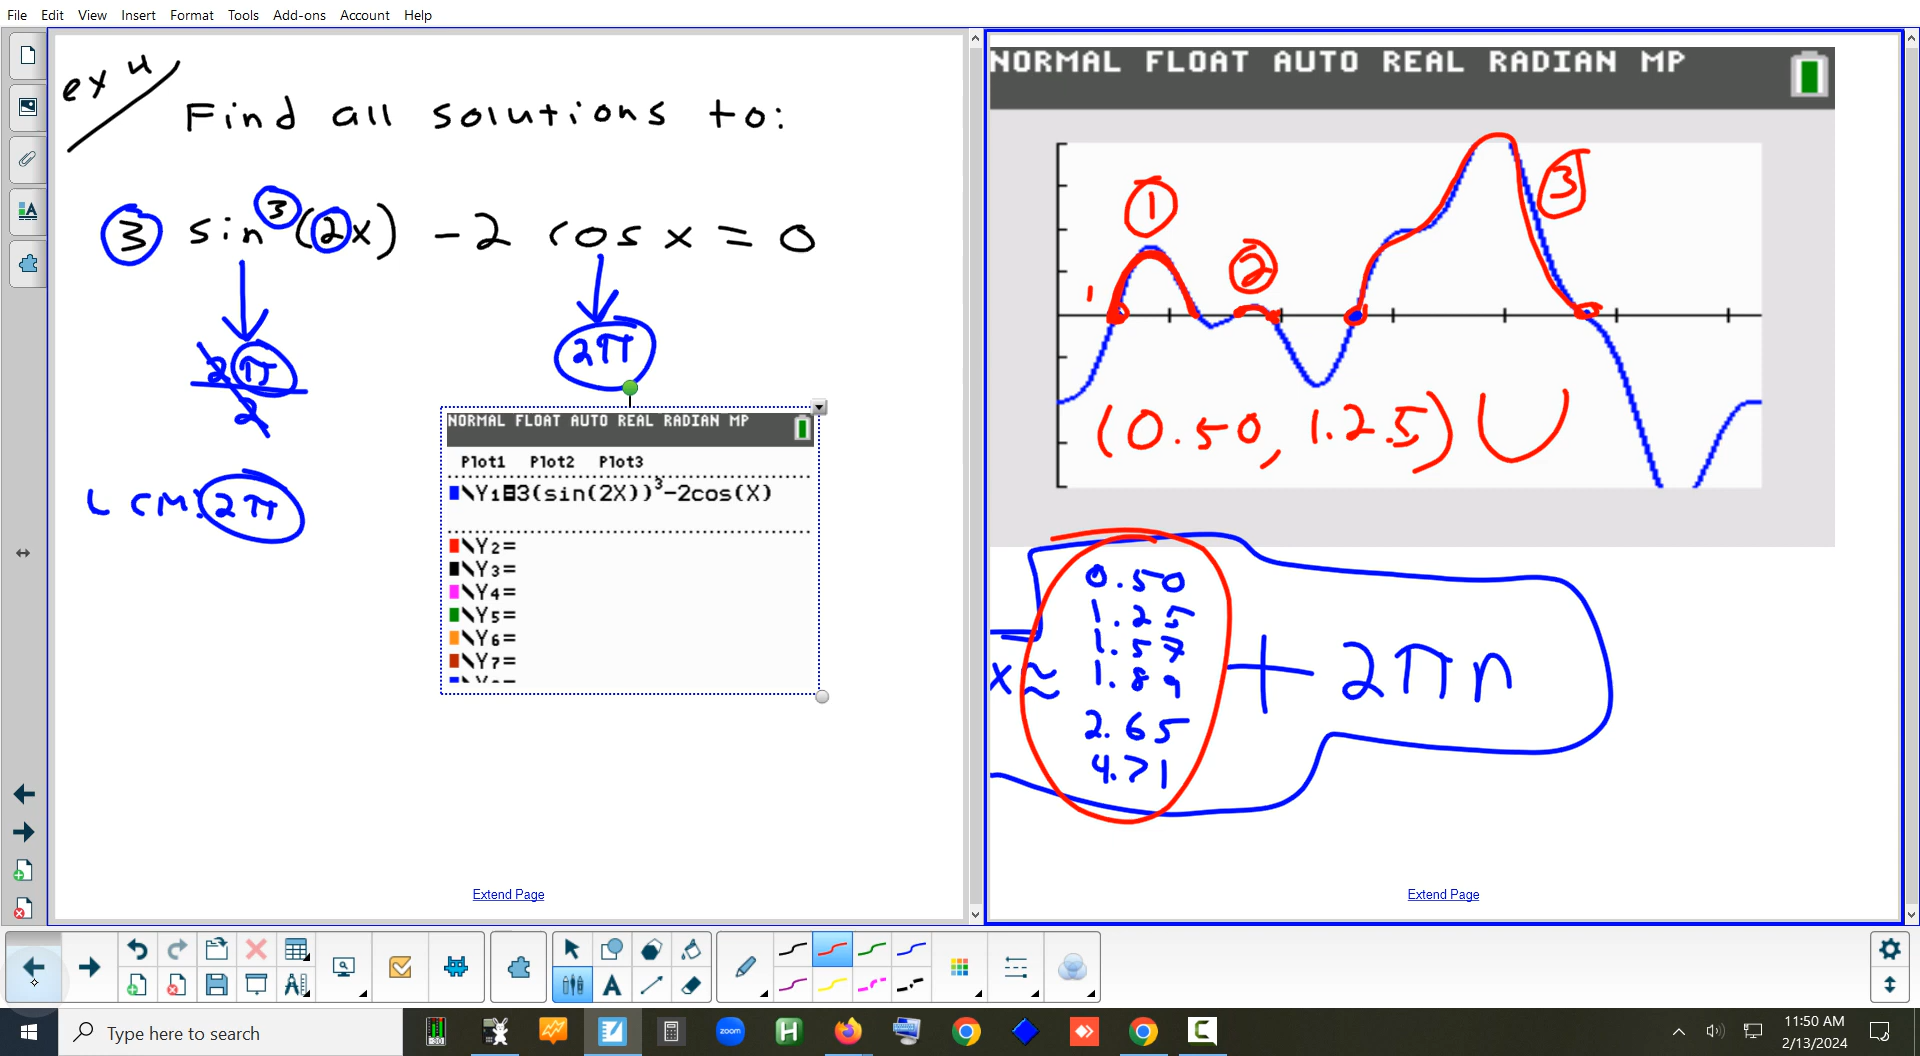 File Edit View Insert Format Tools Add-ons Account Help
ex 4
Find all solutions to:
3 sin³(2x) - 2 cos x = 0
2π
2
2π
LCM: 2π
NORMAL FLOAT AUTO REAL RADIAN MP
Plot1 Plot2 Plot3
\Y1=3(sin(2X))³-2cos(X)
\Y2=
\Y3=
\Y4=
\Y5=
\Y6=
\Y7=
Extend Page
NORMAL FLOAT AUTO REAL RADIAN MP
1
2
3
1
(0.50, 1.25) ∪
x ≈
0.50
1.25
1.57
1.89
2.65
4.71
+ 2πn
Extend Page
Type here to search
zoom
11:50 AM
2/13/2024